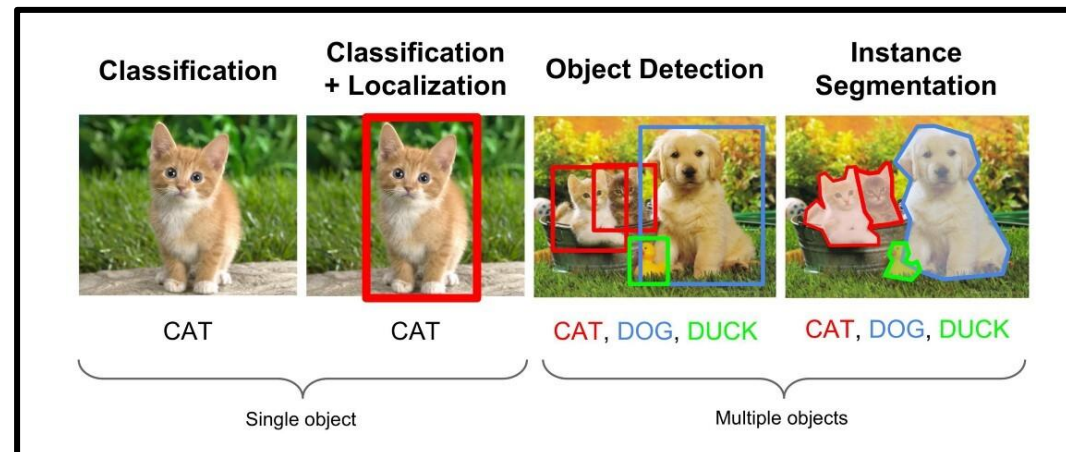 Classification
Classification
+ Localization
Object Detection
Instance
Segmentation
CAT
CAT
CAT, DOG, DUCK
CAT, DOG, DUCK
Single object
Multiple objects